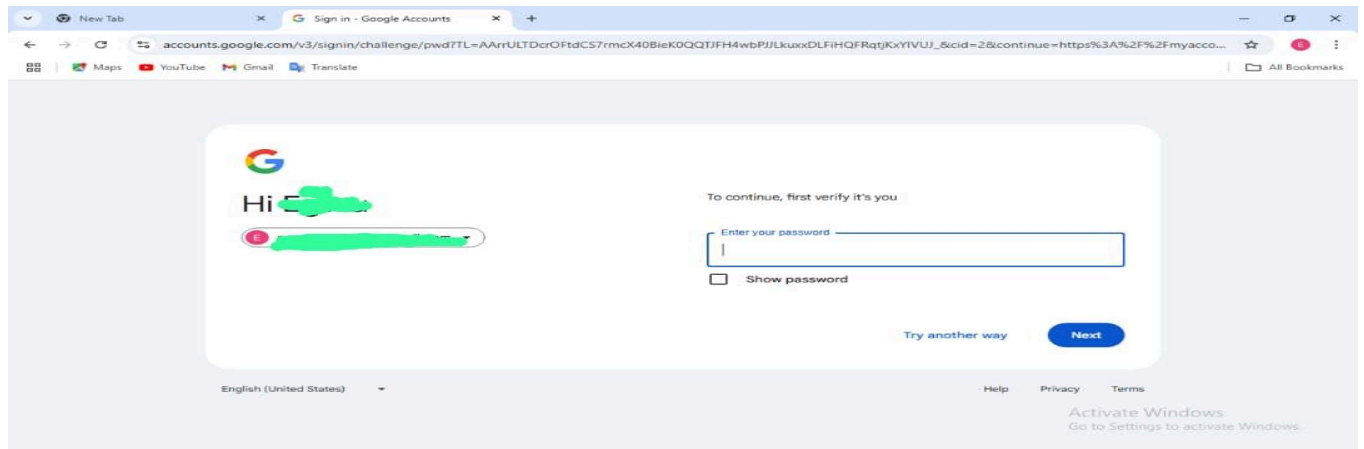 New Tab
Sign in - Google Accounts
accounts.google.com/v3/signin/challenge/pwd?TL=AArrULTDcrOFtdCS7rmcX40BieK0QQTJFH4wbPJJLkuxxDLFiHQFRqtjKxYIVUJ_&cid=2&continue=https%3A%2F%2Fmyacco...
E
Maps
YouTube
Gmail
Translate
All Bookmarks
Hi
To continue, first verify it's you
E
Enter your password
Show password
Try another way
Next
English (United States)
Help
Privacy
Terms
Activate Windows
Go to Settings to activate Windows.